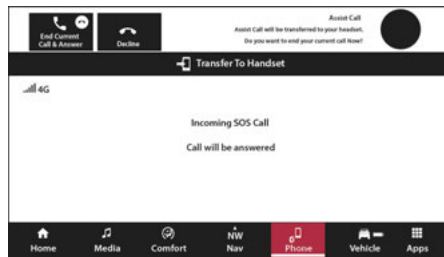 End Current
Call & Answer
Decline
Assist Call
Assist Call will be transferred to your headset.
Do you want to end your current call Now?
Transfer To Handset
4G
Incoming SOS Call
Call will be answered
Home
Media
Comfort
NW
Nav
Phone
Vehicle
Apps